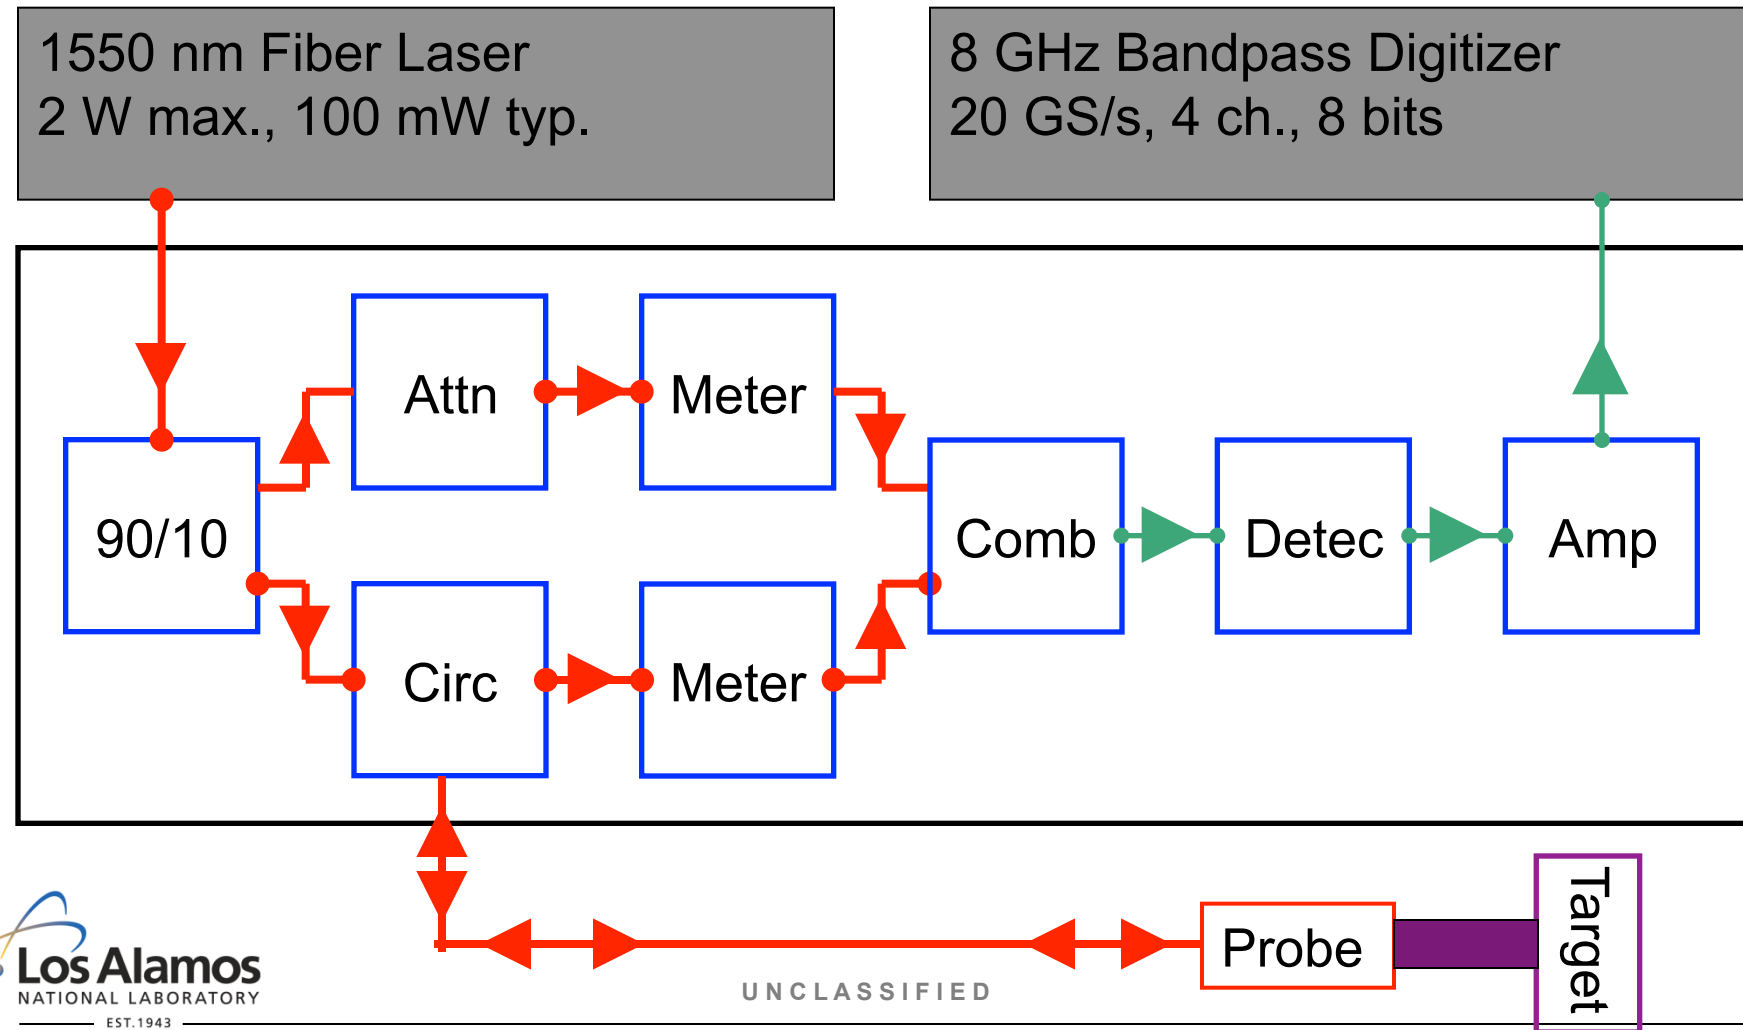 1550 nm Fiber Laser
2 W max., 100 mW typ.
8 GHz Bandpass Digitizer
20 GS/s, 4 ch., 8 bits
Attn
Meter
90/10
Comb
Detec
Amp
Circ
Meter
Probe
Target
Los Alamos
NATIONAL LABORATORY
EST.1943
UNCLASSIFIED